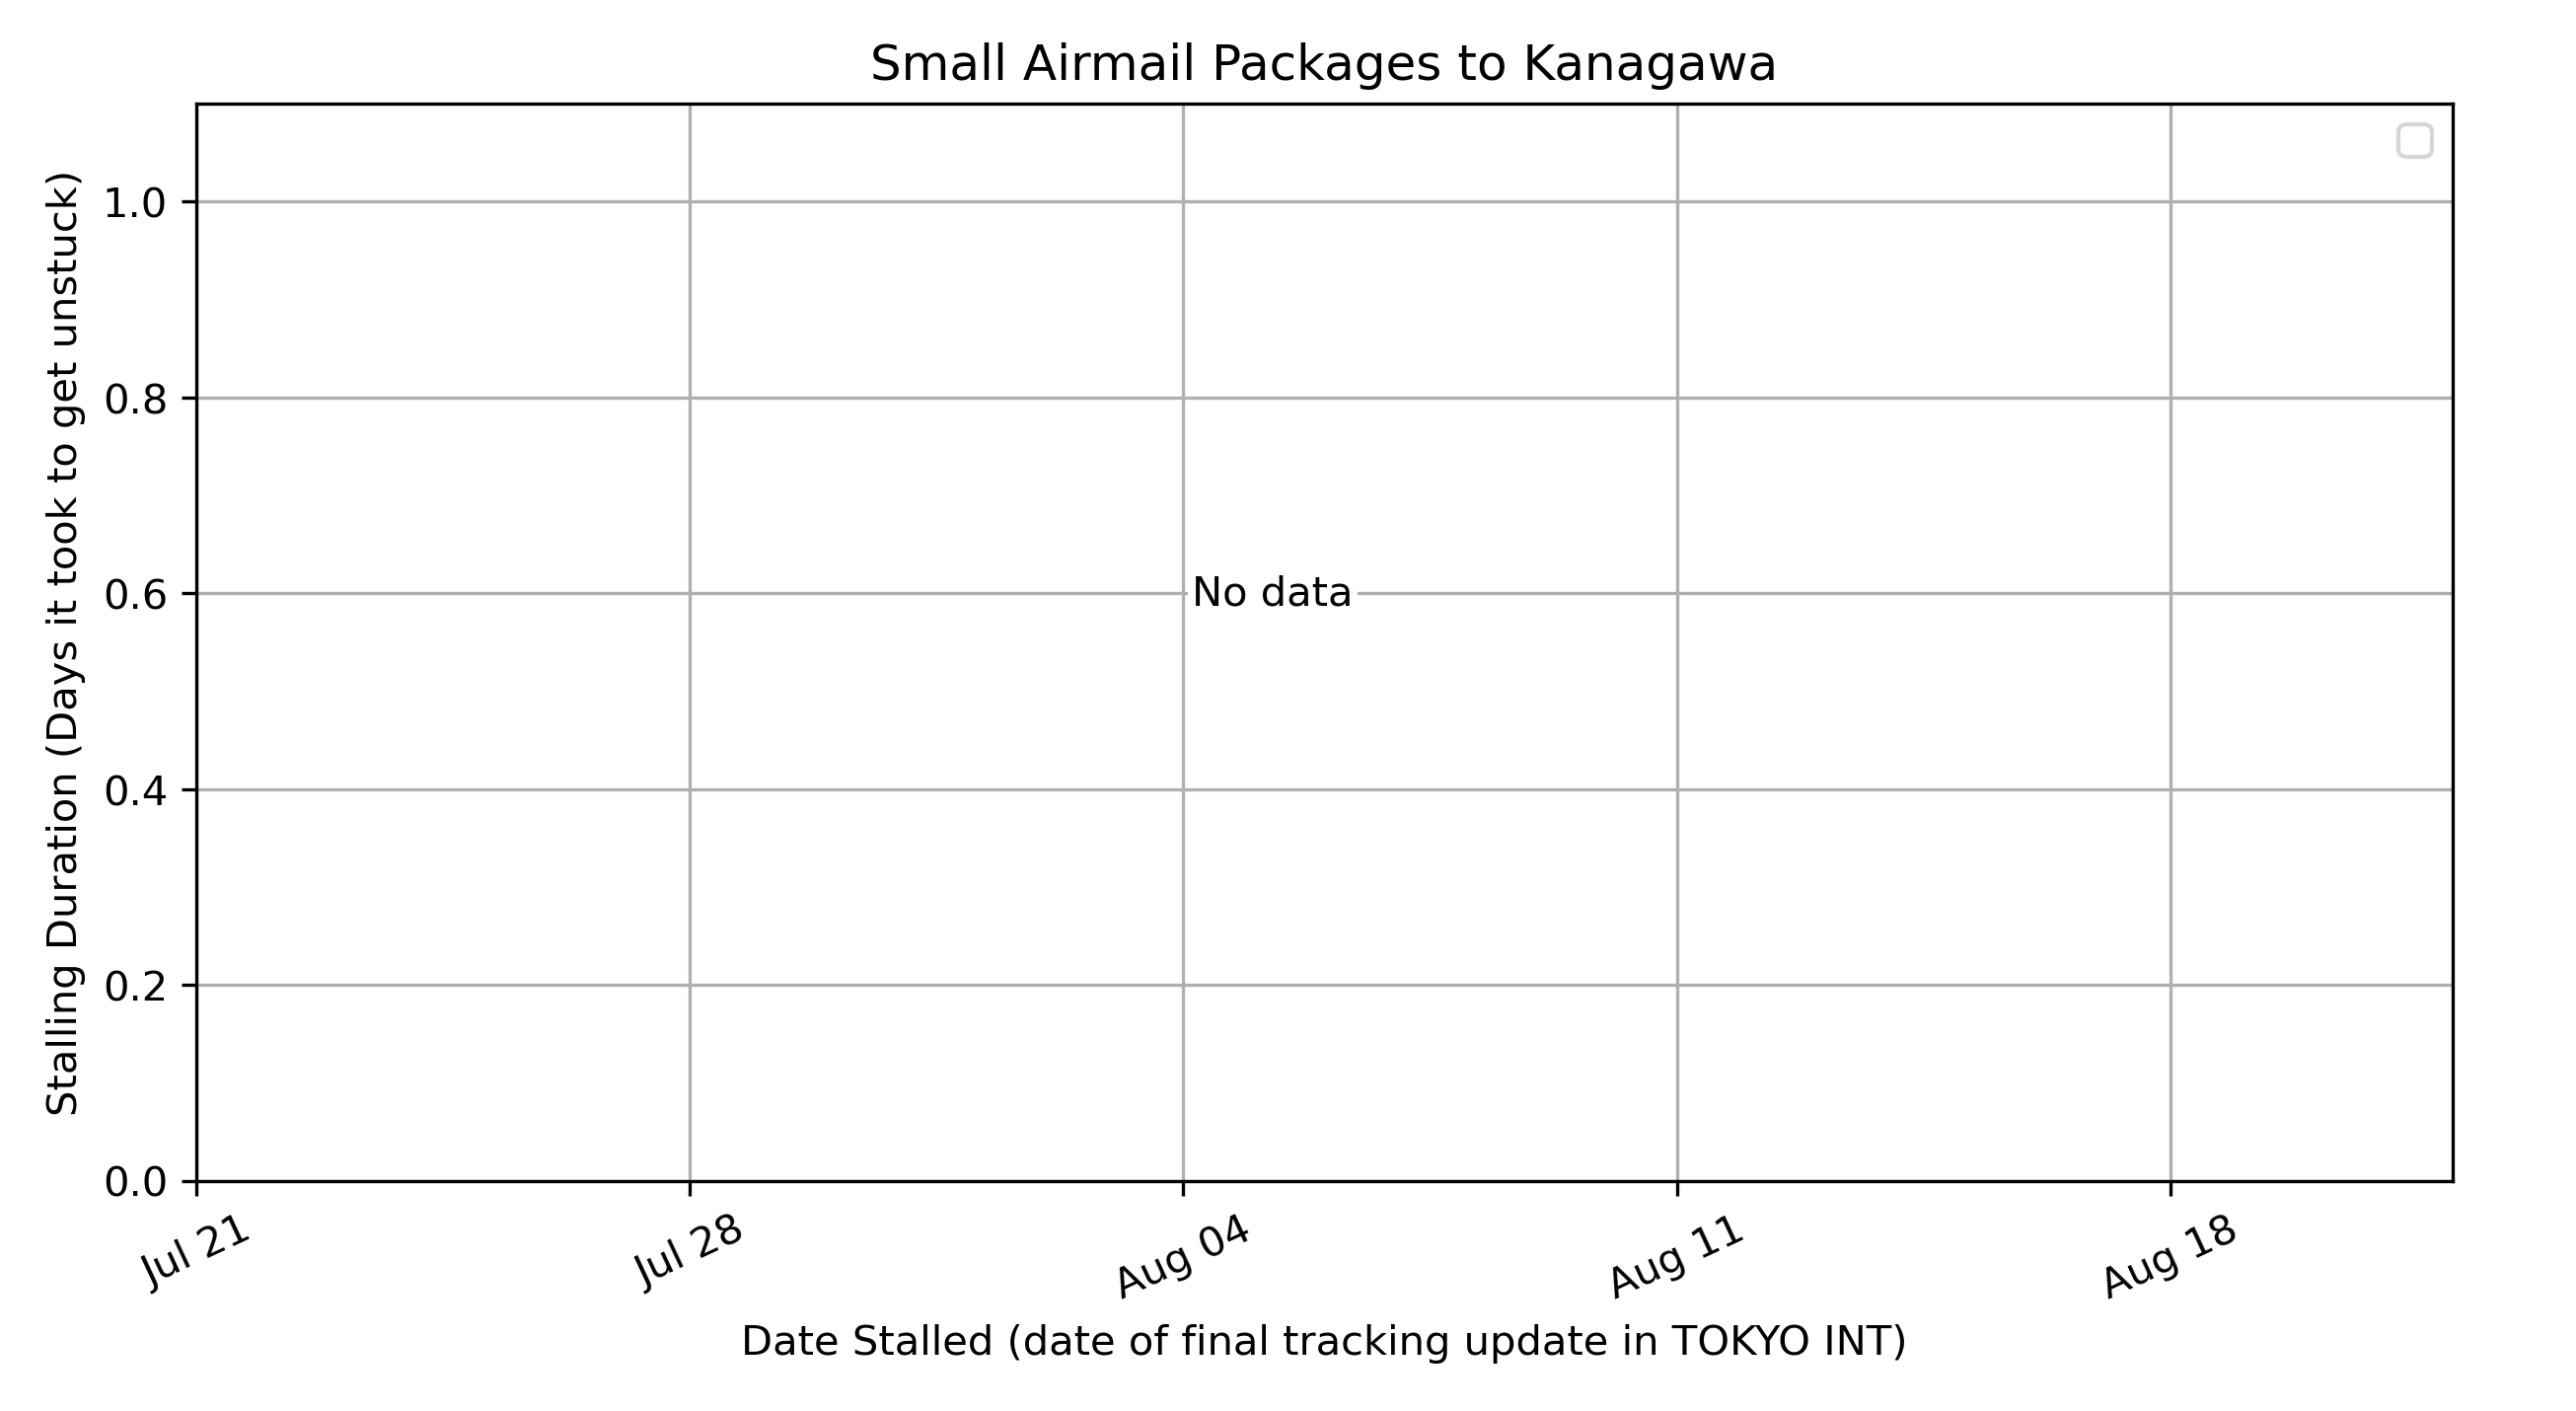 Small Airmail Packages to Kanagawa
Stalling Duration (Days it took to get unstuck)
1.0
0.8
0.6
0.4
0.2
0.0
No data
Jul 21
Jul 28
Aug 04
Aug 11
Aug 18
Date Stalled (date of final tracking update in TOKYO INT)